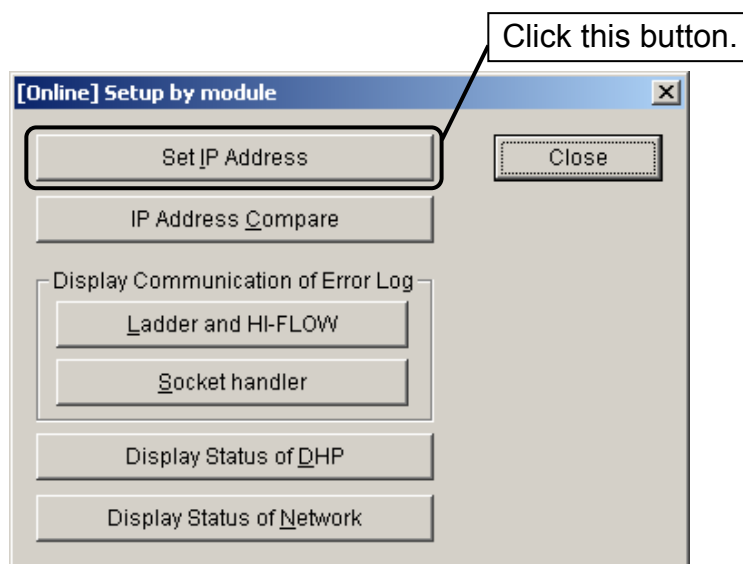 Click this button.
[Online] Setup by module
Set IP Address
Close
IP Address Compare
Display Communication of Error Log
Ladder and HI-FLOW
Socket handler
Display Status of DHP
Display Status of Network